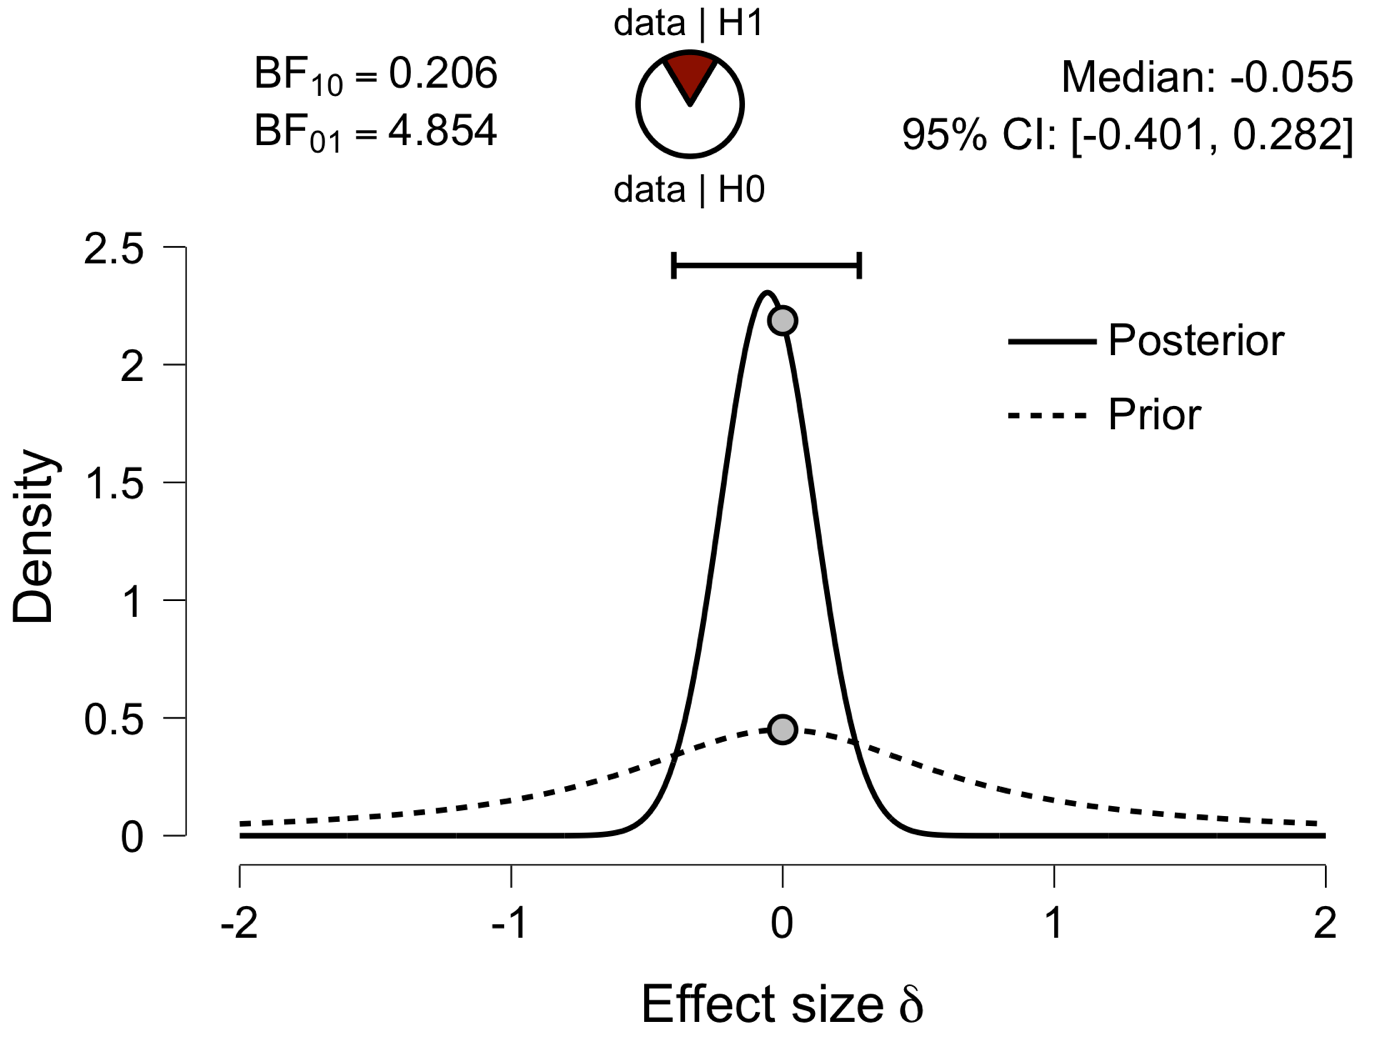 data | H1
BF10 = 0.206
BF01 = 4.854
Median: -0.055
95% CI: [-0.401, 0.282]
data | H0
2.5
2
1.5
1
0.5
0
Density
Posterior
Prior
-2 -1 0 1 2
Effect size δ